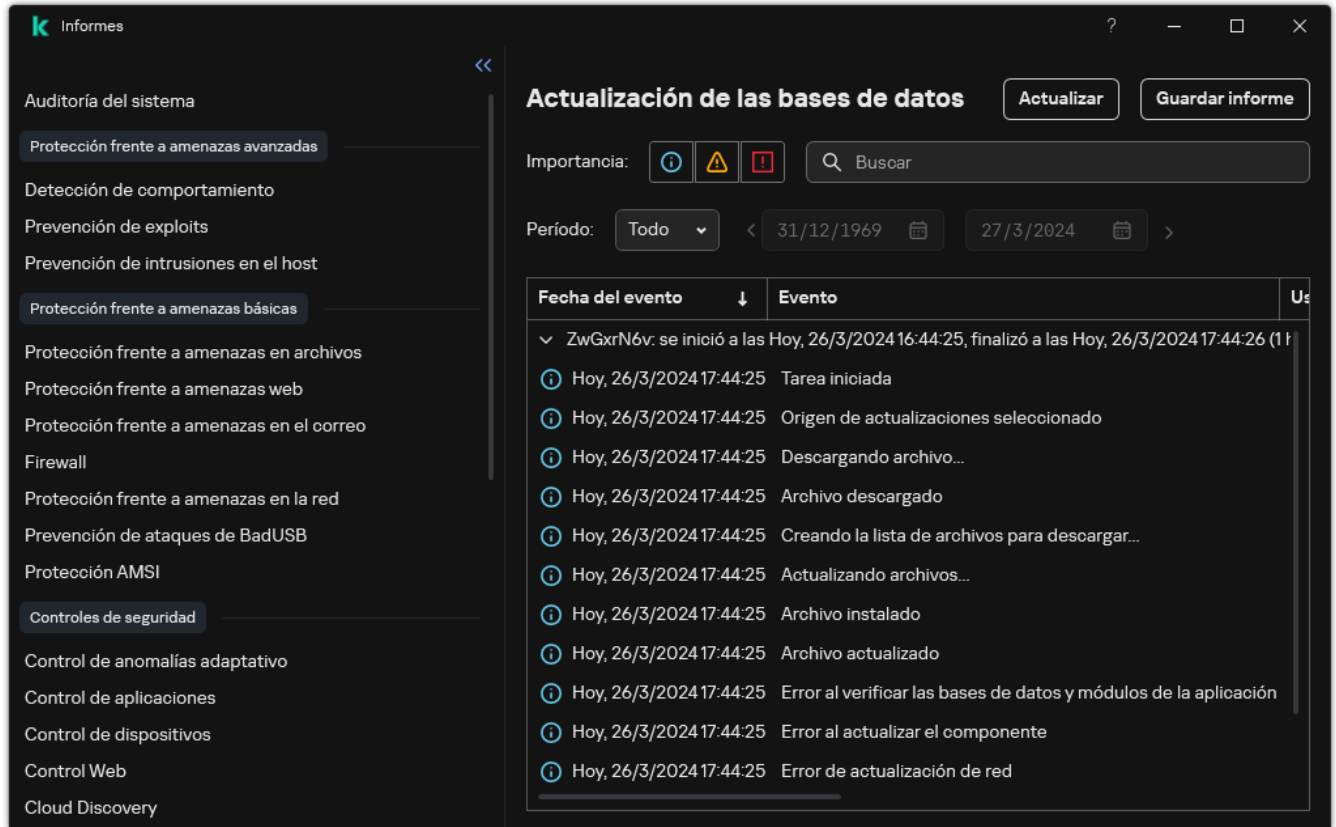 Informes
?
Auditoría del sistema
Protección frente a amenazas avanzadas
Detección de comportamiento
Prevención de exploits
Prevención de intrusiones en el host
Protección frente a amenazas básicas
Protección frente a amenazas en archivos
Protección frente a amenazas web
Protección frente a amenazas en el correo
Firewall
Protección frente a amenazas en la red
Prevención de ataques de BadUSB
Protección AMSI
Controles de seguridad
Control de anomalías adaptativo
Control de aplicaciones
Control de dispositivos
Control Web
Cloud Discovery
Actualización de las bases de datos
Actualizar
Guardar informe
Importancia:
Buscar
Período: Todo 31/12/1969 27/3/2024
Fecha del evento Evento Us
ZwGxrN6v: se inició a las Hoy, 26/3/2024 16:44:25, finalizó a las Hoy, 26/3/2024 17:44:26 (1 h
Hoy, 26/3/2024 17:44:25 Tarea iniciada
Hoy, 26/3/2024 17:44:25 Origen de actualizaciones seleccionado
Hoy, 26/3/2024 17:44:25 Descargando archivo...
Hoy, 26/3/2024 17:44:25 Archivo descargado
Hoy, 26/3/2024 17:44:25 Creando la lista de archivos para descargar...
Hoy, 26/3/2024 17:44:25 Actualizando archivos...
Hoy, 26/3/2024 17:44:25 Archivo instalado
Hoy, 26/3/2024 17:44:25 Archivo actualizado
Hoy, 26/3/2024 17:44:25 Error al verificar las bases de datos y módulos de la aplicación
Hoy, 26/3/2024 17:44:25 Error al actualizar el componente
Hoy, 26/3/2024 17:44:25 Error de actualización de red